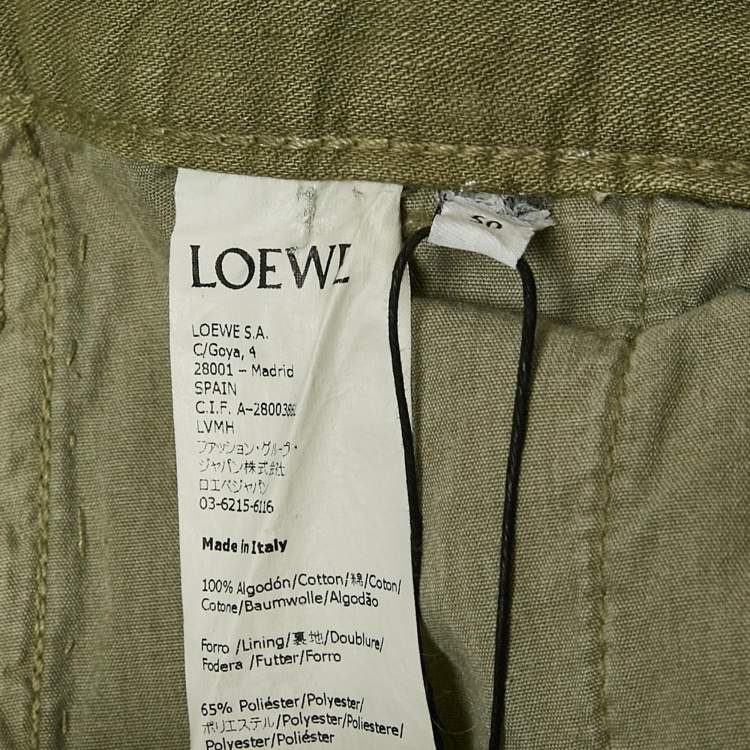 LOEWE
50
LOEWE S.A.
C/Goya, 4
28001 – Madrid
SPAIN
C.I.F.
LVMH
ファッション・グループ・
ジャパン株式
ロエベジャパン
03-6215-6116
Made in Italy
100% Algodón/Cotton/綿/Coton/
Cotone/Baumwolle/Algodão
Forro /Lining/裏地/Doublure/
Fodera /Futter/Forro
65% Poliéster/Polyester/
ポリエステル/Polyester/Poliestere/
Polyester/Poliéster